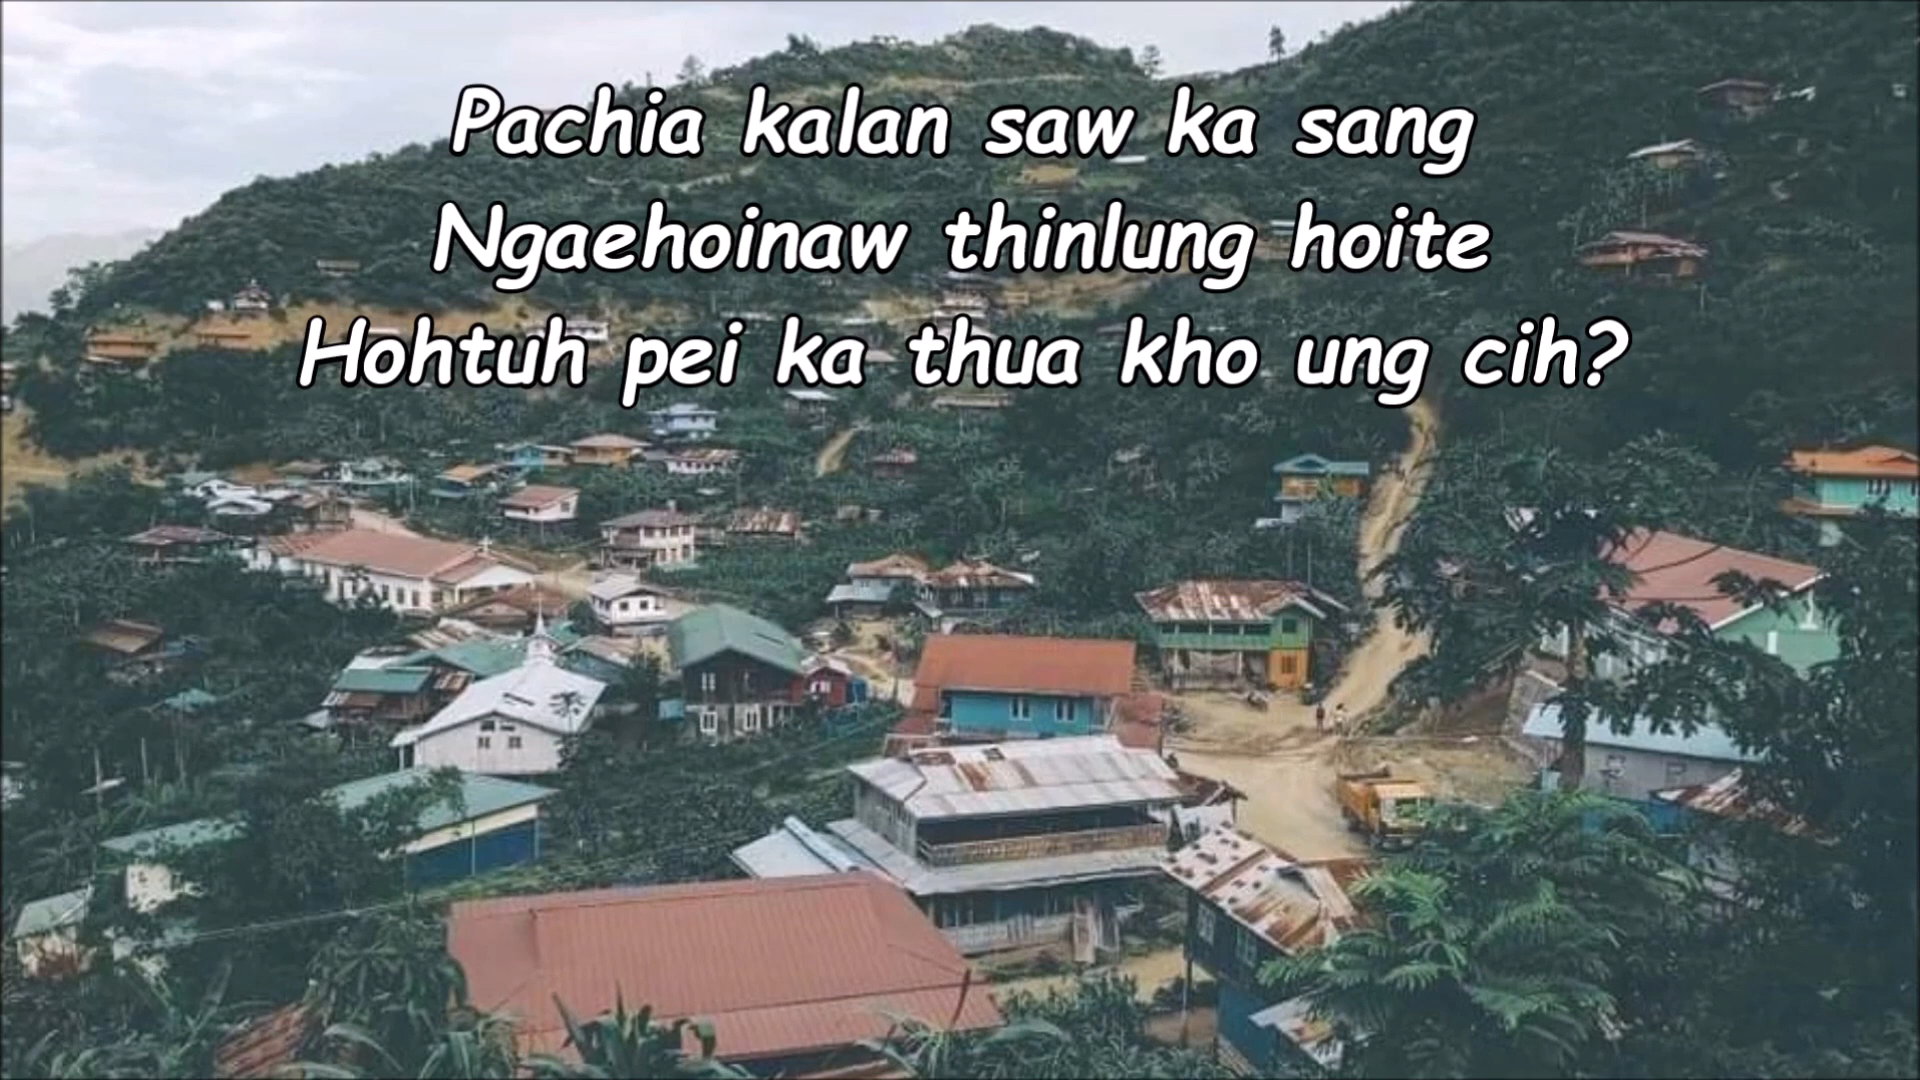 Pachia kalan saw ka sang
Ngaehoinaw thinlung hoite
Hohtuh pei ka thua kho ung cih?